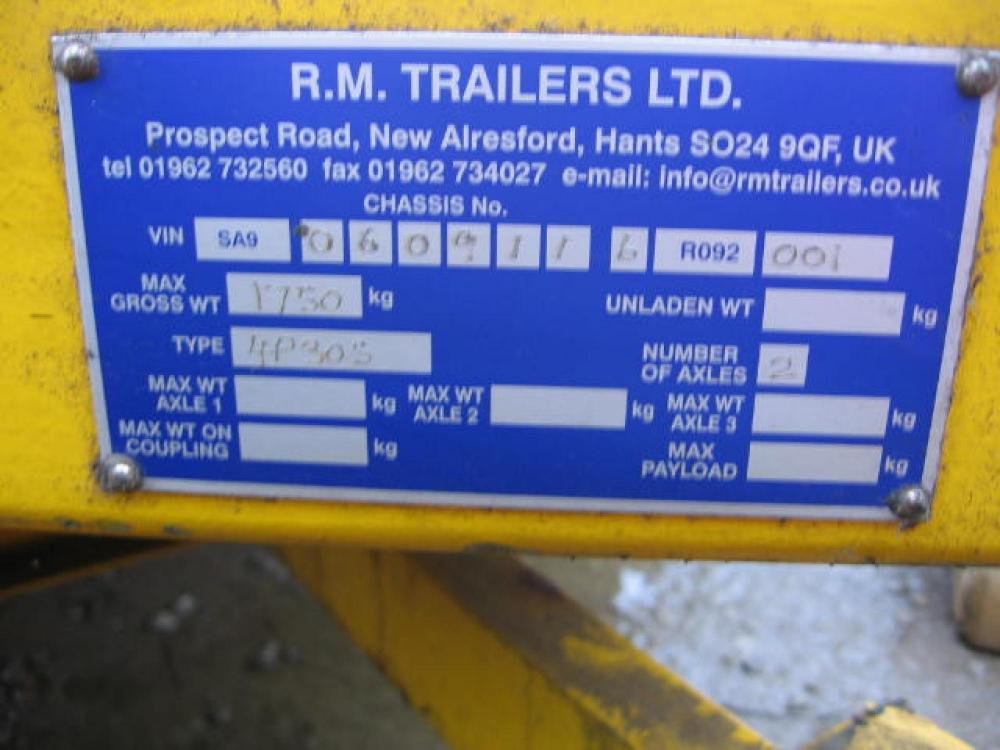 R.M. TRAILERS LTD.
Prospect Road, New Alresford, Hants SO24 9QF, UK
tel 01962 732560 fax 01962 734027 e-mail: info@rmtrailers.co.uk
CHASSIS No.
VIN SA9 0 6 0 9 1 1 6 R092 001
MAX GROSS WT 1750 kg UNLADEN WT kg
TYPE NUMBER OF AXLES 2
MAX WT AXLE 1 kg MAX WT AXLE 2 kg MAX WT AXLE 3 kg
MAX WT ON COUPLING kg MAX PAYLOAD kg